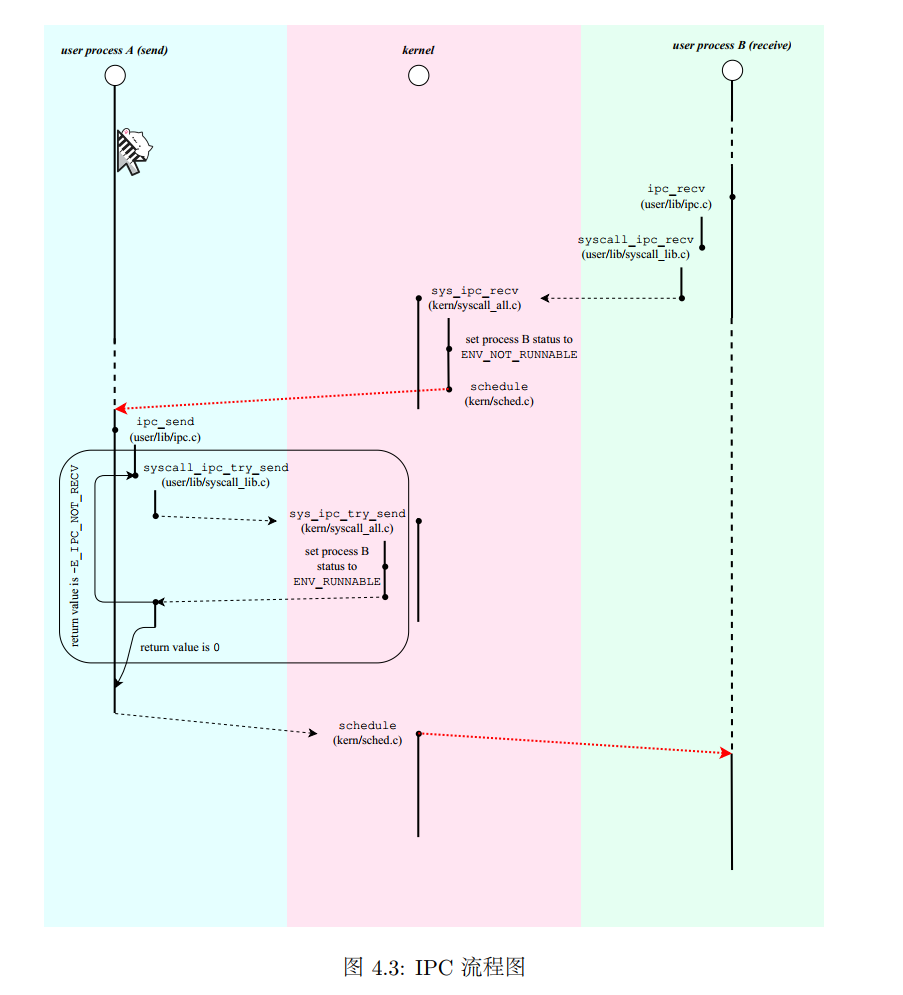 user process A (send)
kernel
user process B (receive)
ipc_recv
(user/lib/ipc.c)
syscall_ipc_recv
(user/lib/syscall_lib.c)
sys_ipc_recv
(kern/syscall_all.c)
set process B status to
ENV_NOT_RUNNABLE
schedule
(kern/sched.c)
ipc_send
(user/lib/ipc.c)
return value is -E_IPC_NOT_RECV
syscall_ipc_try_send
(user/lib/syscall_lib.c)
sys_ipc_try_send
(kern/syscall_all.c)
set process B
status to
ENV_RUNNABLE
return value is 0
schedule
(kern/sched.c)
图 4.3: IPC 流程图